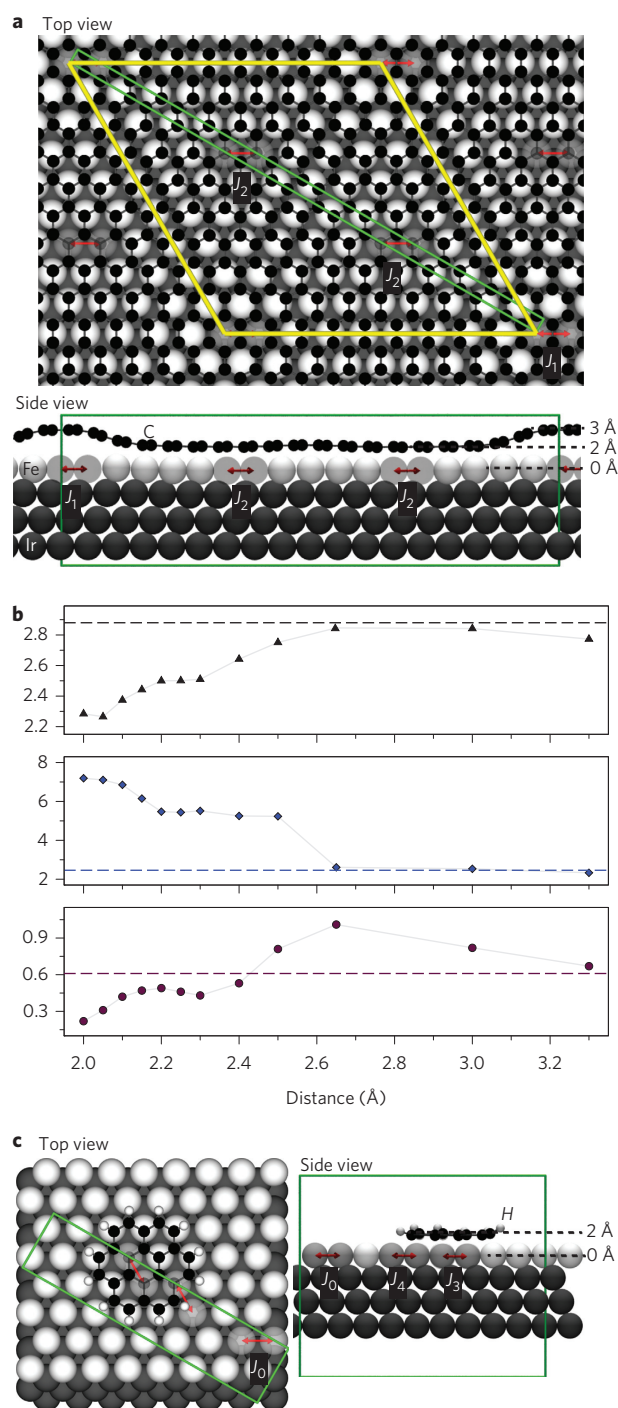 a Top view
J2
J2
J1
Side view
C
3 Å
2 Å
Fe
0 Å
J1
J2
J2
Ir
b
2.8
2.6
2.4
2.2
8
6
4
2
0.9
0.6
0.3
2.0 2.2 2.4 2.6 2.8 3.0 3.2
Distance (Å)
c Top view
Side view
H
2 Å
0 Å
J0
J4
J3
J0